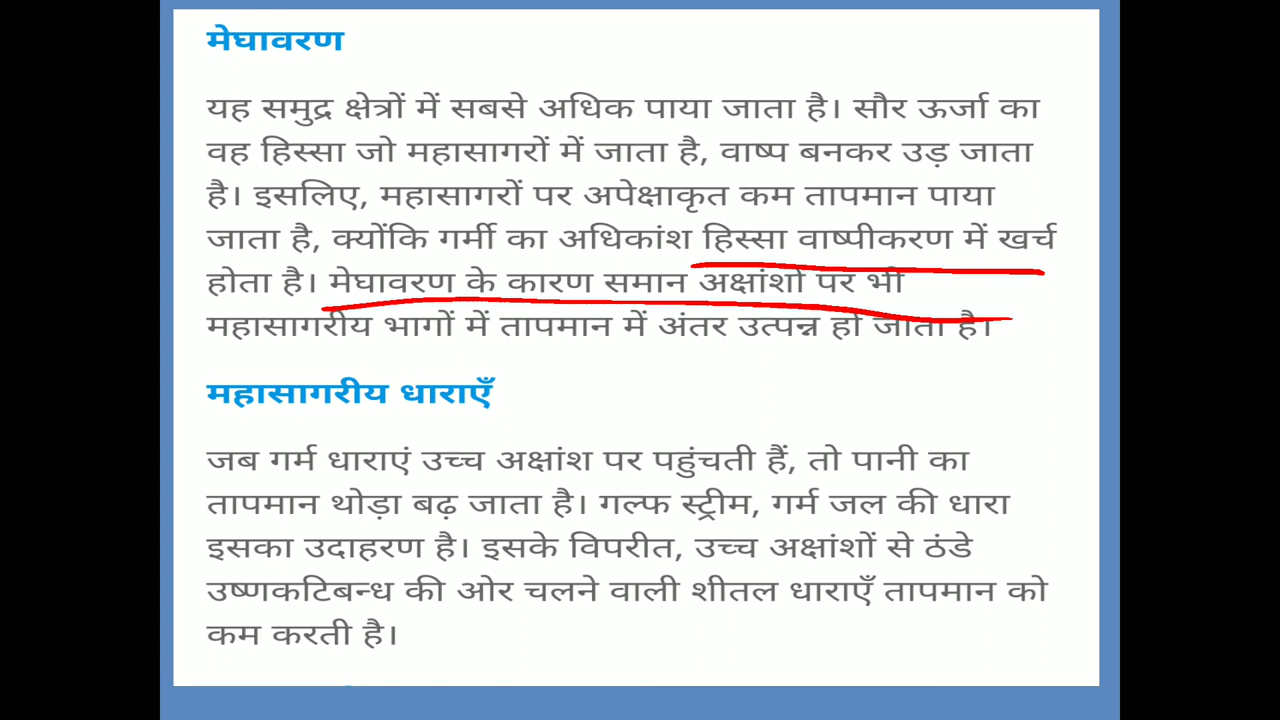 मेघावरण
यह समुद्र क्षेत्रों में सबसे अधिक पाया जाता है। सौर ऊर्जा का
वह हिस्सा जो महासागरों में जाता है, वाष्प बनकर उड़ जाता
है। इसलिए, महासागरों पर अपेक्षाकृत कम तापमान पाया
जाता है, क्योंकि गर्मी का अधिकांश हिस्सा वाष्पीकरण में खर्च
होता है। मेघावरण के कारण समान अक्षांशो पर भी
महासागरीय भागों में तापमान में अंतर उत्पन्न हो जाता है।
महासागरीय धाराएँ
जब गर्म धाराएं उच्च अक्षांश पर पहुंचती हैं, तो पानी का
तापमान थोड़ा बढ़ जाता है। गल्फ स्ट्रीम, गर्म जल की धारा
इसका उदाहरण है। इसके विपरीत, उच्च अक्षांशों से ठंडे
उष्णकटिबन्ध की ओर चलने वाली शीतल धाराएँ तापमान को
कम करती है।